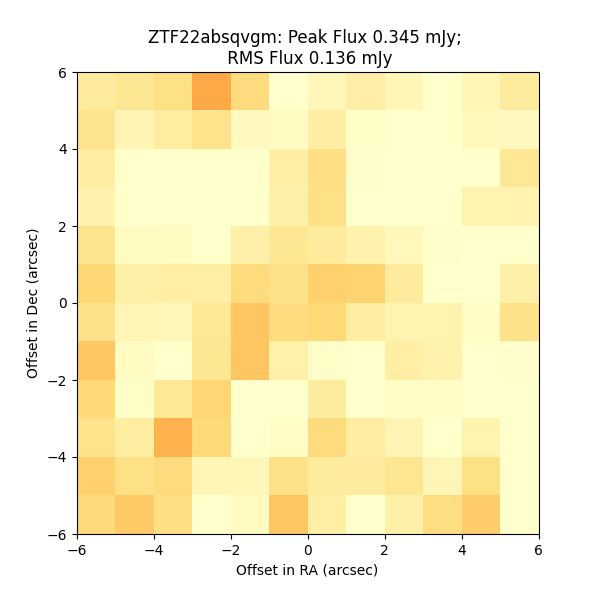 ZTF22absqvgm: Peak Flux 0.345 mJy;
RMS Flux 0.136 mJy
6
4
2
0
−2
−4
−6
Offset in Dec (arcsec)
−6 −4 −2 0 2 4 6
Offset in RA (arcsec)